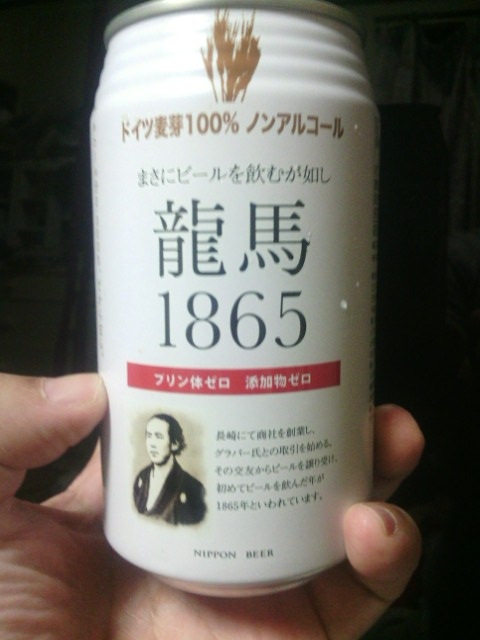 ドイツ麦芽100% ノンアルコール
まさにビールを飲むが如し
龍馬
1865
プリン体ゼロ 添加物ゼロ
長崎にて商社を創業し、
グラバー氏との取引を始める。
その交友からビールを譲り受け、
初めてビールを飲んだ年が
1865年といわれています。
NIPPON BEER